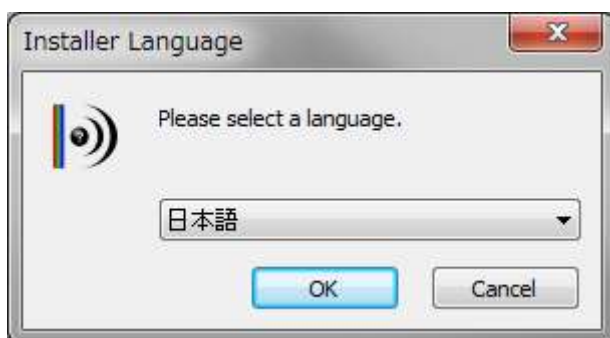 Installer Language
Please select a language.
日本語
OK
Cancel